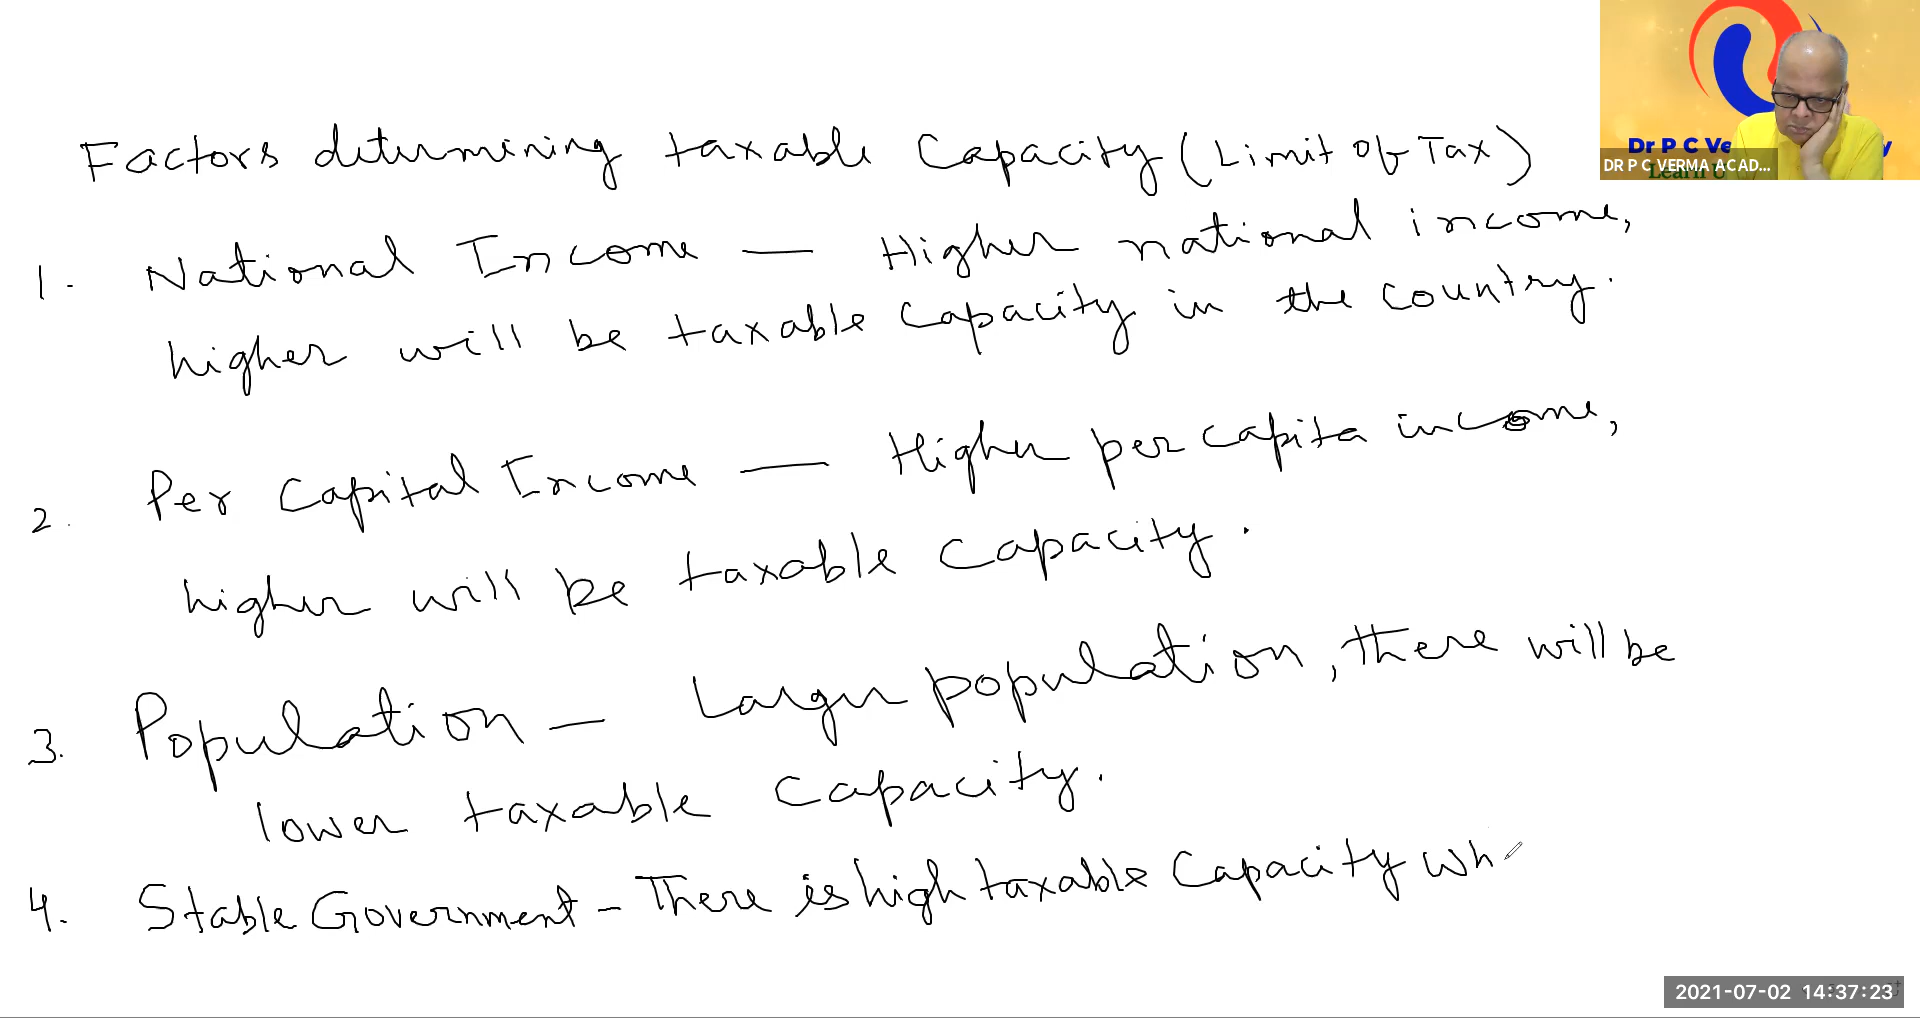 Factors determining taxable Capacity (Limit of Tax)
1. National Income — Higher national income,
higher will be taxable capacity in the country.
2. Per Capital Income — Higher per capita income,
higher will be taxable capacity.
3. Population — Larger population, there will be
lower taxable capacity.
4. Stable Government - There is high taxable Capacity wh
Dr P C Ve y
DR P C VERMA ACAD...
Learn U
2021-07-02 14:37:23